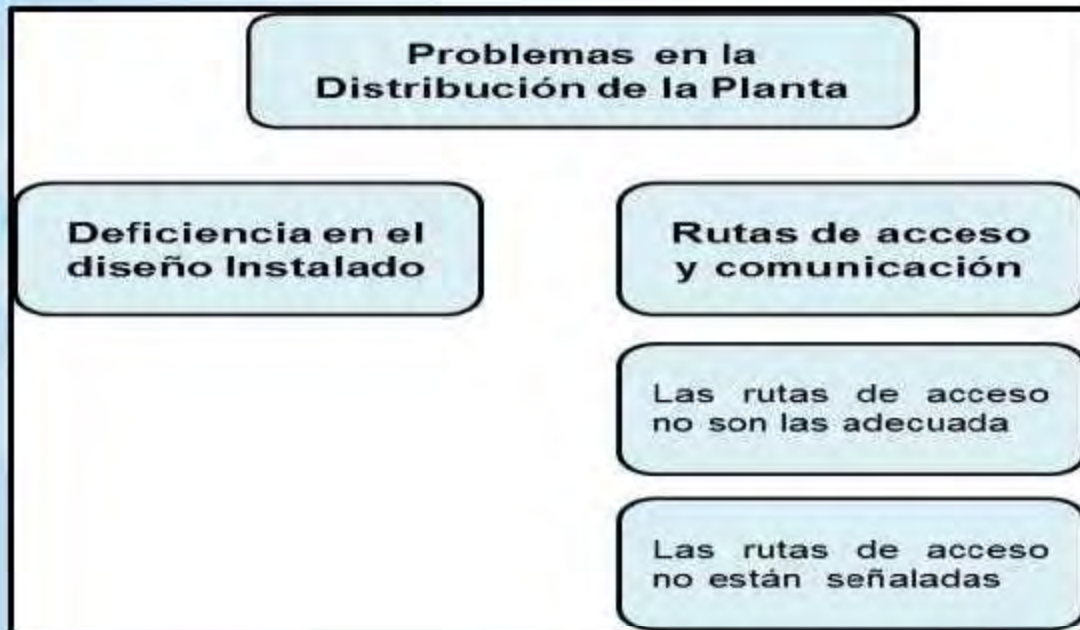 Problemas en la
Distribución de la Planta
Deficiencia en el
diseño Instalado
Rutas de acceso
y comunicación
Las rutas de acceso
no son las adecuada
Las rutas de acceso
no están señaladas